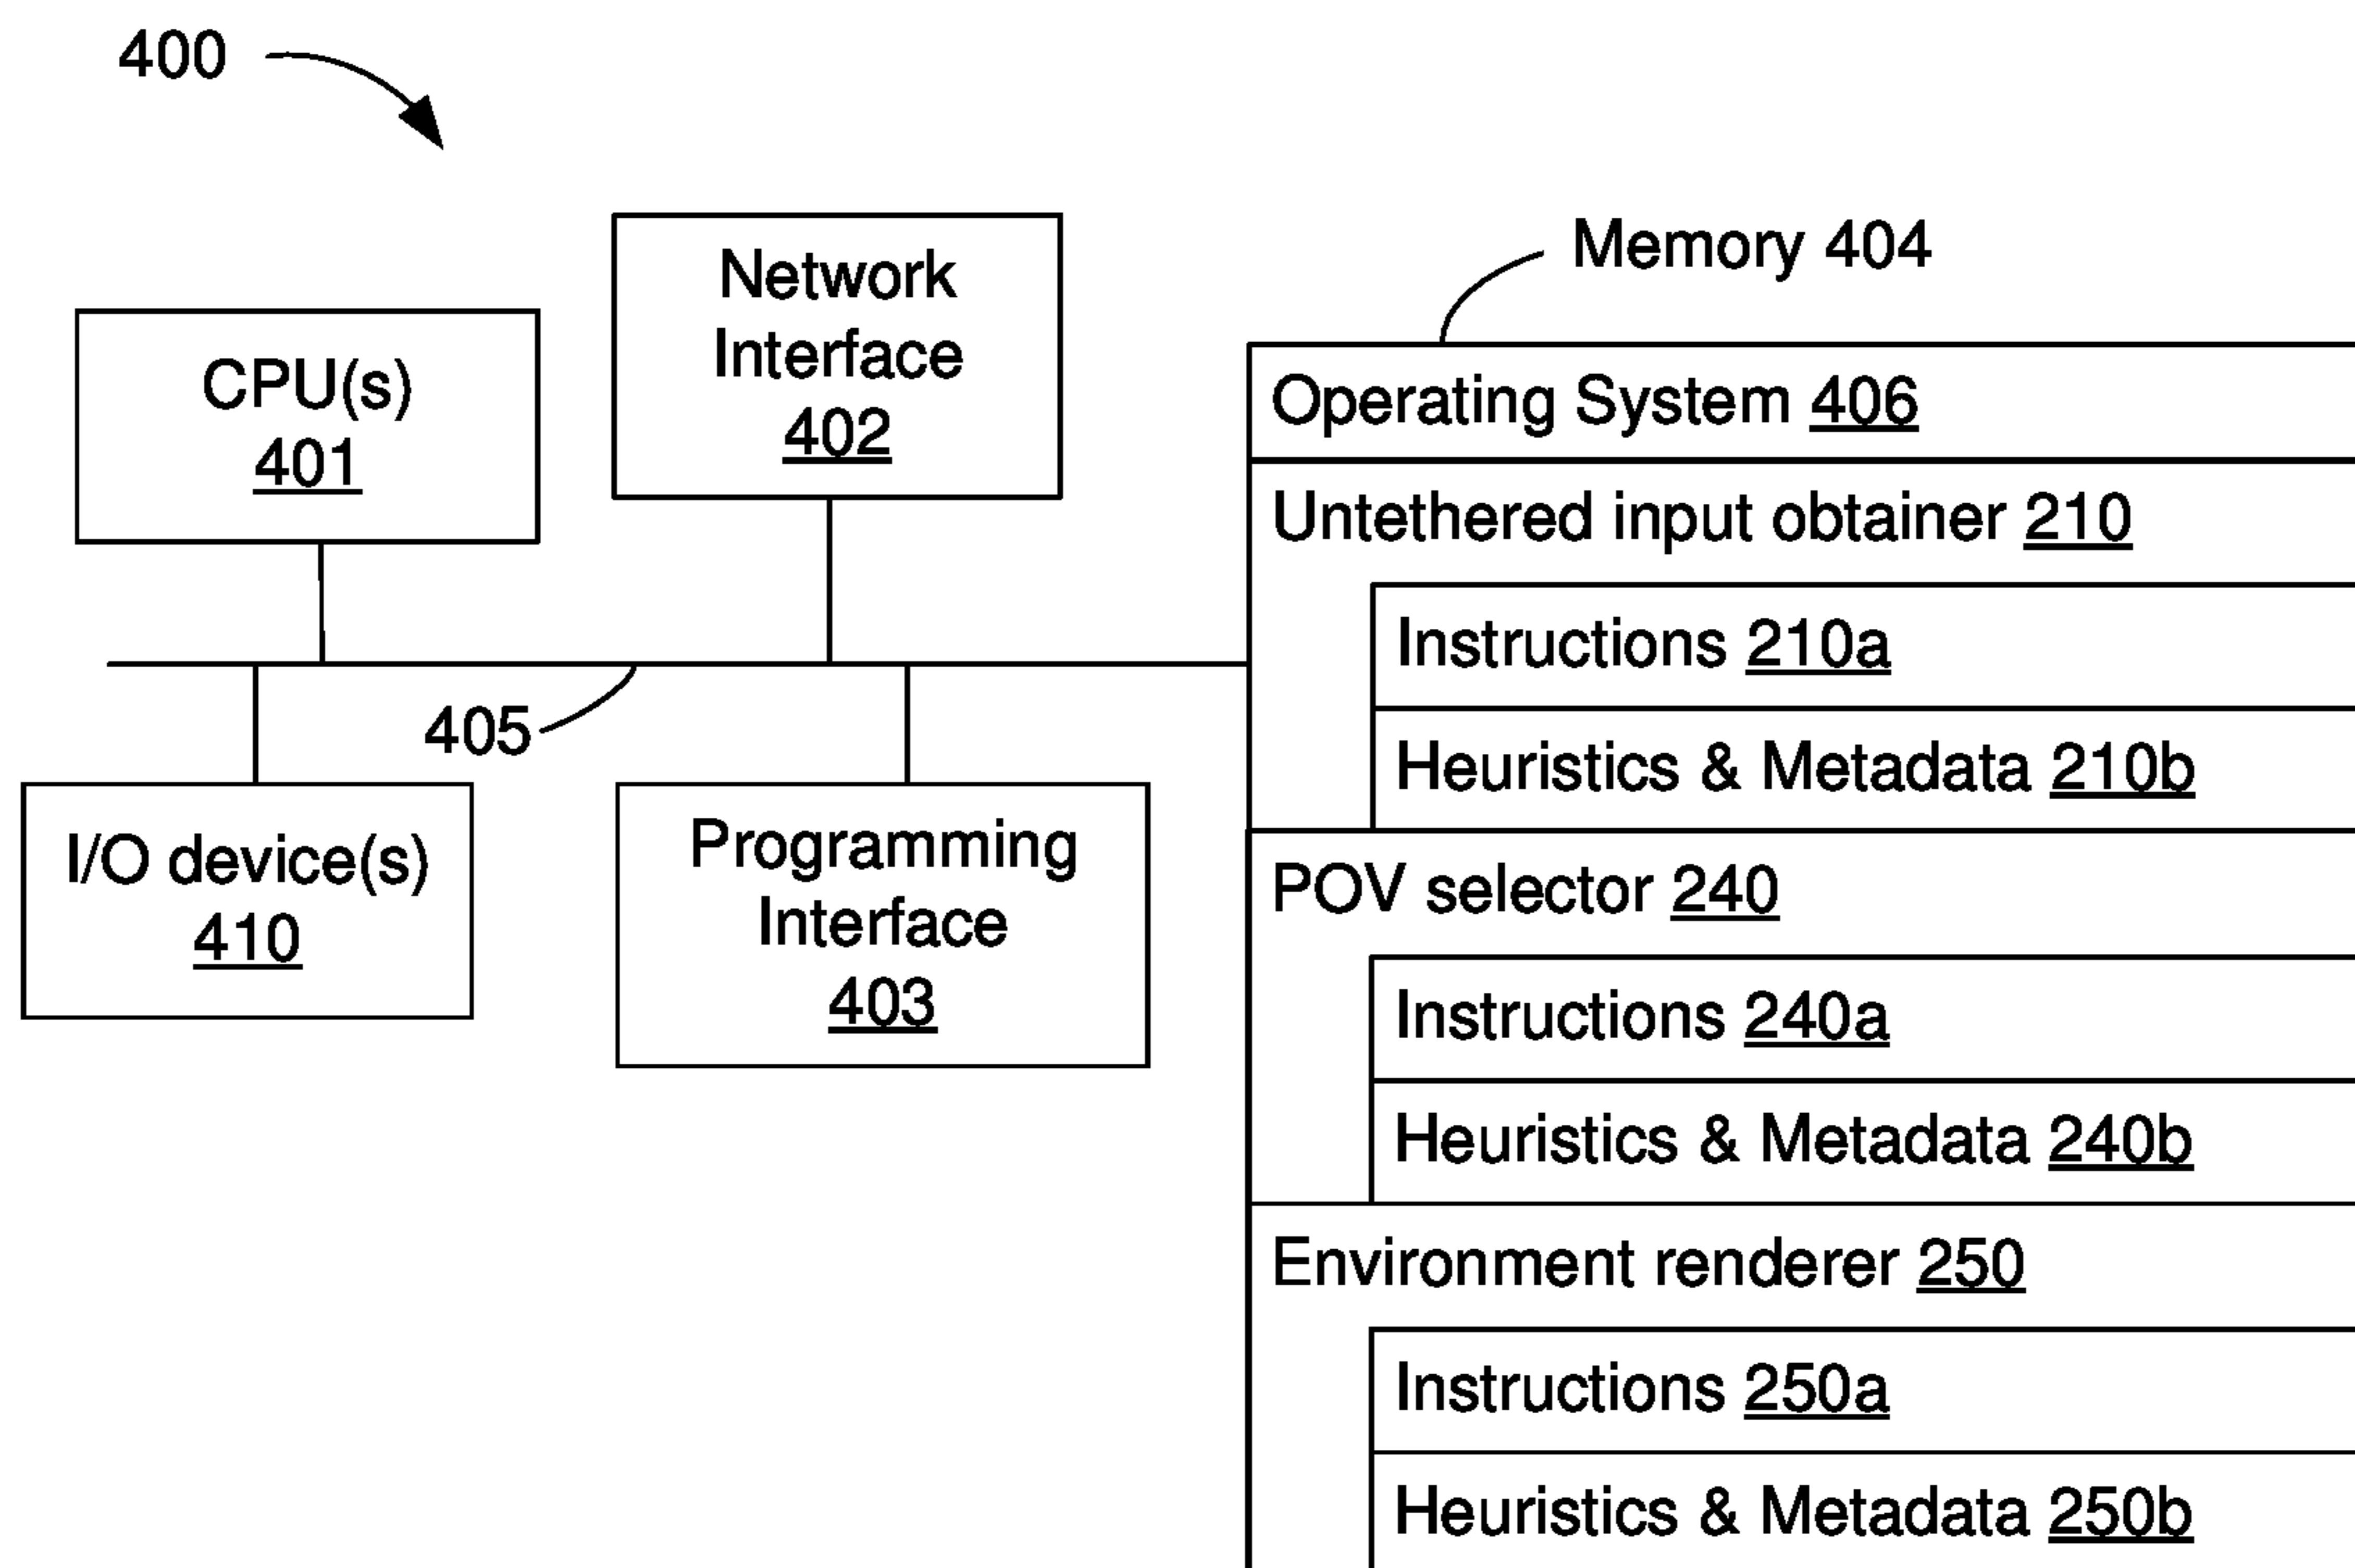 400
Network
Interface
402
CPU(s)
401
405
I/O device(s)
410
Programming
Interface
403
Memory 404
Operating System 406
Untethered input obtainer 210
Instructions 210a
Heuristics & Metadata 210b
POV selector 240
Instructions 240a
Heuristics & Metadata 240b
Environment renderer 250
Instructions 250a
Heuristics & Metadata 250b